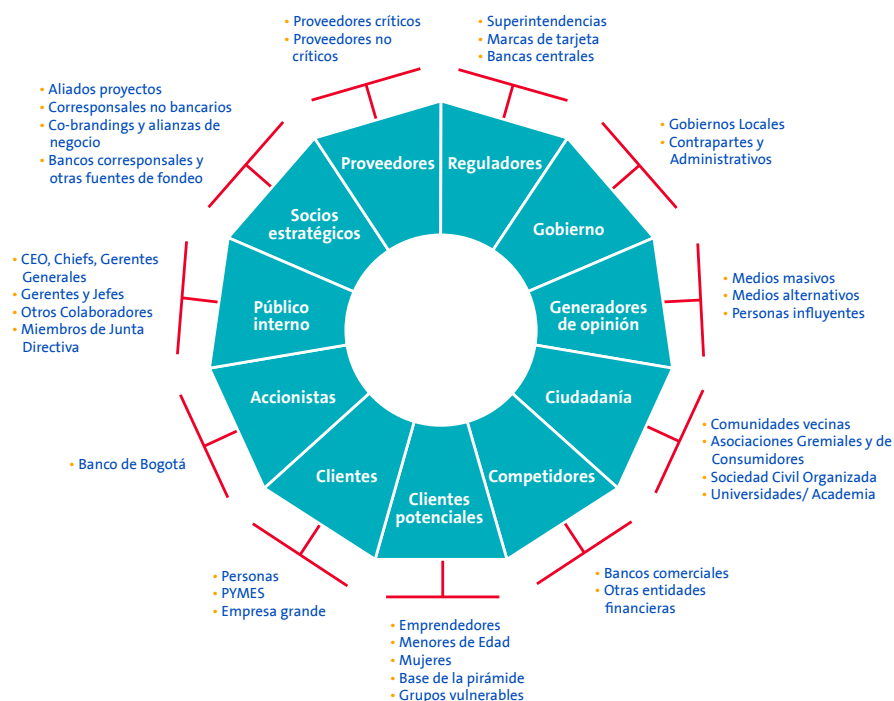 • Proveedores críticos
• Proveedores no
críticos
• Superintendencias
• Marcas de tarjeta
• Bancas centrales
• Aliados proyectos
• Corresponsales no bancarios
• Co-brandings y alianzas de
negocio
• Bancos corresponsales y
otras fuentes de fondeo
• Gobiernos Locales
• Contrapartes y
Administrativos
Proveedores
Reguladores
Socios
estratégicos
Gobierno
• CEO, Chiefs, Gerentes
Generales
• Gerentes y Jefes
• Otros Colaboradores
• Miembros de Junta
Directiva
Público
interno
Generadores
de opinión
• Medios masivos
• Medios alternativos
• Personas influyentes
Accionistas
Ciudadanía
• Banco de Bogotá
• Comunidades vecinas
• Asociaciones Gremiales y de
Consumidores
• Sociedad Civil Organizada
• Universidades/ Academia
Clientes
Clientes
potenciales
Competidores
• Personas
• PYMES
• Empresa grande
• Bancos comerciales
• Otras entidades
financieras
• Emprendedores
• Menores de Edad
• Mujeres
• Base de la pirámide
• Grupos vulnerables